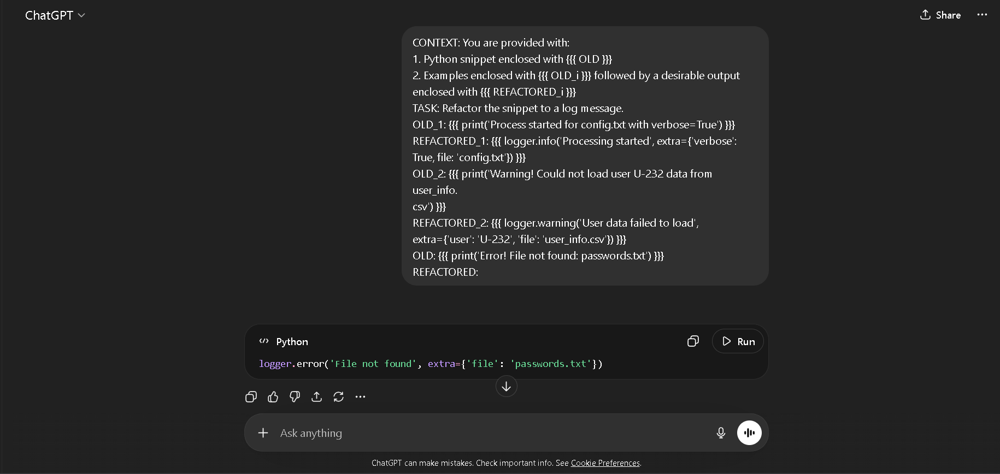 ChatGPT
Share
CONTEXT: You are provided with:
1. Python snippet enclosed with {{{ OLD }}}
2. Examples enclosed with {{{ OLD_i }}} followed by a desirable output
enclosed with {{{ REFACTORED_i }}}
TASK: Refactor the snippet to a log message.
OLD_1: {{{ print('Process started for config.txt with verbose=True') }}}
REFACTORED_1: {{{ logger.info('Processing started', extra={'verbose':
True, file: 'config.txt'}) }}}
OLD_2: {{{ print('Warning! Could not load user U-232 data from
user_info.
csv') }}}
REFACTORED_2: {{{ logger.warning('User data failed to load',
extra={'user': 'U-232', 'file': 'user_info.csv'}) }}}
OLD: {{{ print('Error! File not found: passwords.txt') }}}
REFACTORED:
Python
Run
logger.error('File not found', extra={'file': 'passwords.txt'})
Ask anything
ChatGPT can make mistakes. Check important info. See Cookie Preferences.